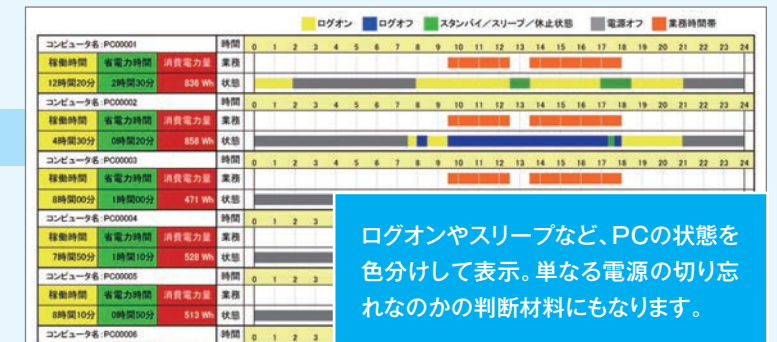 ログオン ログオフ スタンバイ／スリープ／休止状態 電源オフ 業務時間帯
コンピュータ名:PC00001 時間 0 1 2 3 4 5 6 7 8 9 10 11 12 13 14 15 16 17 18 19 20 21 22 23 24
稼働時間 省電力時間 消費電力量 業務
12時間20分 2時間30分 836 Wh 状態
コンピュータ名:PC00002 時間 0 1 2 3 4 5 6 7 8 9 10 11 12 13 14 15 16 17 18 19 20 21 22 23 24
稼働時間 省電力時間 消費電力量 業務
4時間30分 0時間20分 858 Wh 状態
コンピュータ名:PC00003 時間 0 1 2 3 4 5 6 7 8 9 10 11 12 13 14 15 16 17 18 19 20 21 22 23 24
稼働時間 省電力時間 消費電力量 業務
8時間00分 1時間00分 471 Wh 状態
コンピュータ名:PC00004 時間 0 1 2 3
稼働時間 省電力時間 消費電力量 業務
7時間50分 1時間10分 528 Wh 状態
コンピュータ名:PC00005 時間 0 1 2 3
稼働時間 省電力時間 消費電力量 業務
8時間10分 0時間50分 513 Wh 状態
コンピュータ名:PC00006 時間 0 1 2 3
ログオンやスリープなど、PCの状態を
色分けして表示。単なる電源の切り忘
れなのかの判断材料にもなります。